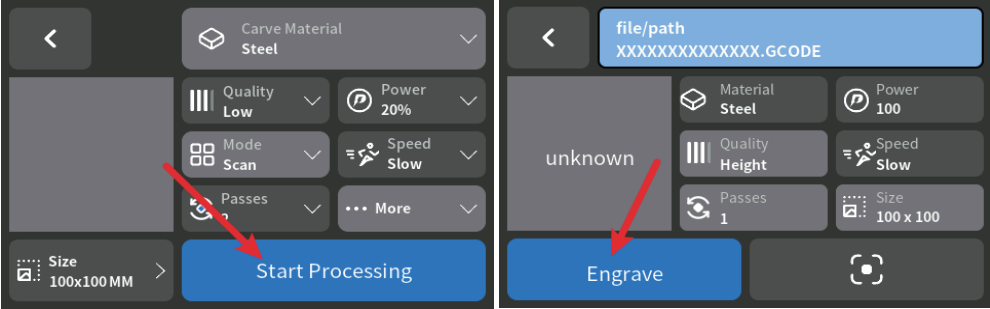 Carve Material
Steel
Quality
Low
Power
20%
Mode
Scan
Speed
Slow
Passes
More
Size
100x100 MM
Start Processing
file/path
XXXXXXXXXXXXXX.GCODE
unknown
Material
Steel
Power
100
Quality
Height
Speed
Slow
Passes
1
Size
100 x 100
Engrave